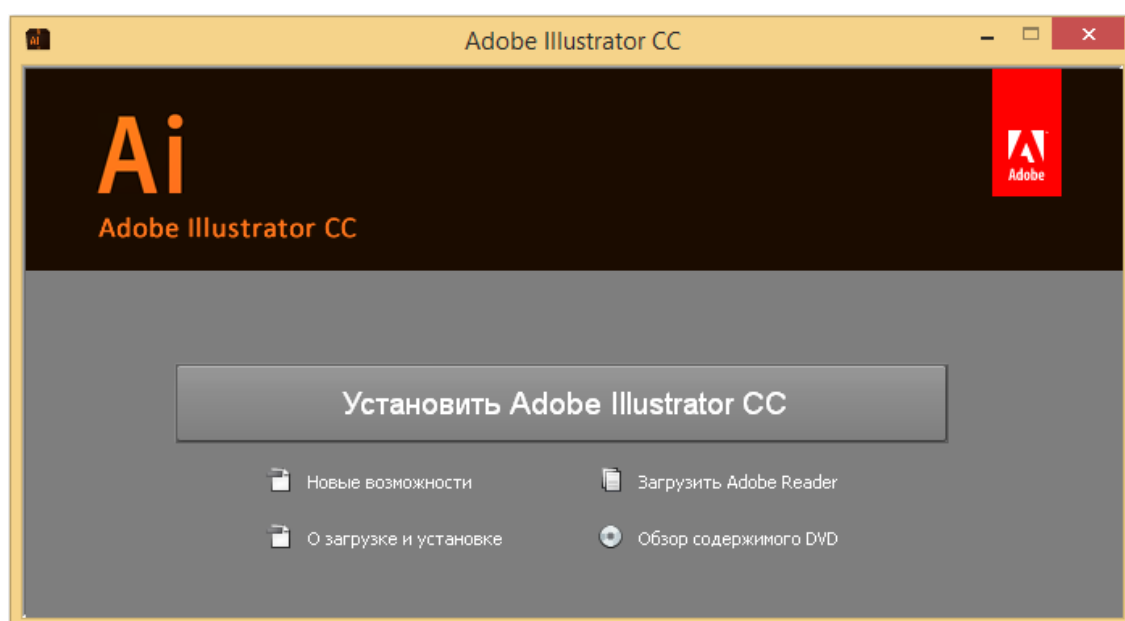 Ai
Adobe Illustrator CC
Ai
Adobe
Adobe Illustrator CC
Установить Adobe Illustrator CC
Новые возможности
Загрузить Adobe Reader
О загрузке и установке
Обзор содержимого DVD